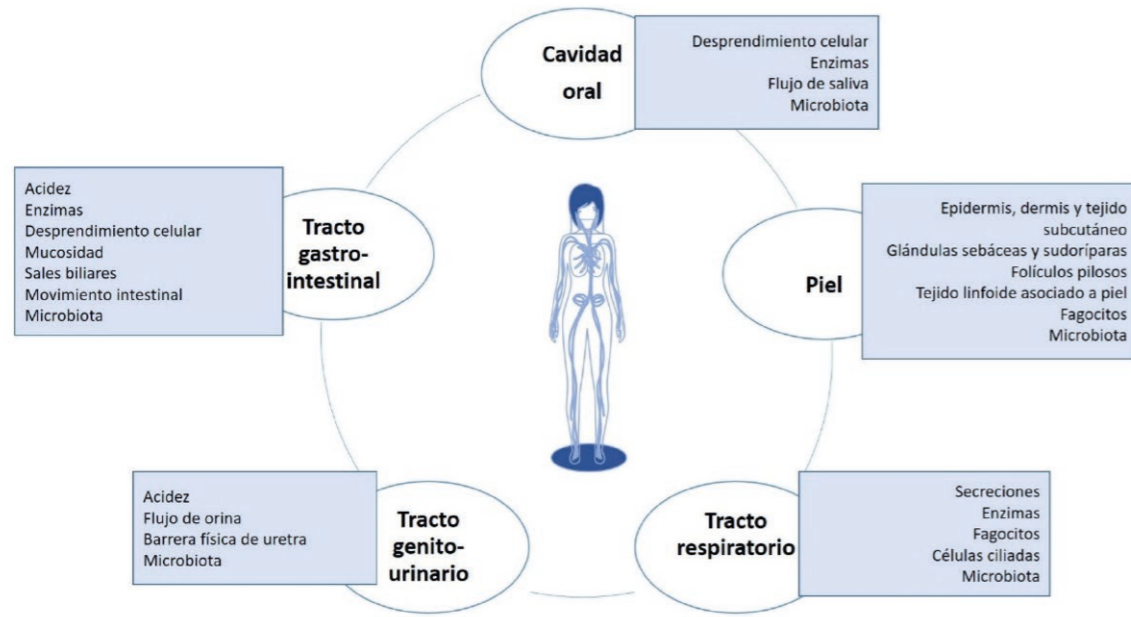 Cavidad
oral
Desprendimiento celular
Enzimas
Flujo de saliva
Microbiota
Piel
Epidermis, dermis y tejido
subcutáneo
Glándulas sebáceas y sudoríparas
Folículos pilosos
Tejido linfoide asociado a piel
Fagocitos
Microbiota
Tracto
respiratorio
Secreciones
Enzimas
Fagocitos
Células ciliadas
Microbiota
Tracto
genito-
urinario
Acidez
Flujo de orina
Barrera física de uretra
Microbiota
Tracto
gastro-
intestinal
Acidez
Enzimas
Desprendimiento celular
Mucosidad
Sales biliares
Movimiento intestinal
Microbiota